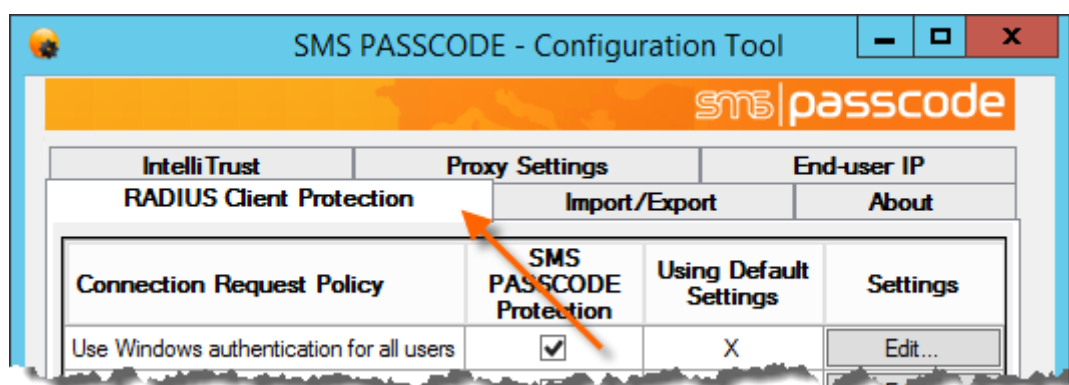 SMS PASSCODE - Configuration Tool
sms|passcode
IntelliTrust Proxy Settings End-user IP
RADIUS Client Protection Import/Export About
Connection Request Policy
SMS
PASSCODE
Protection
Using Default
Settings
Settings
Use Windows authentication for all users X Edit...